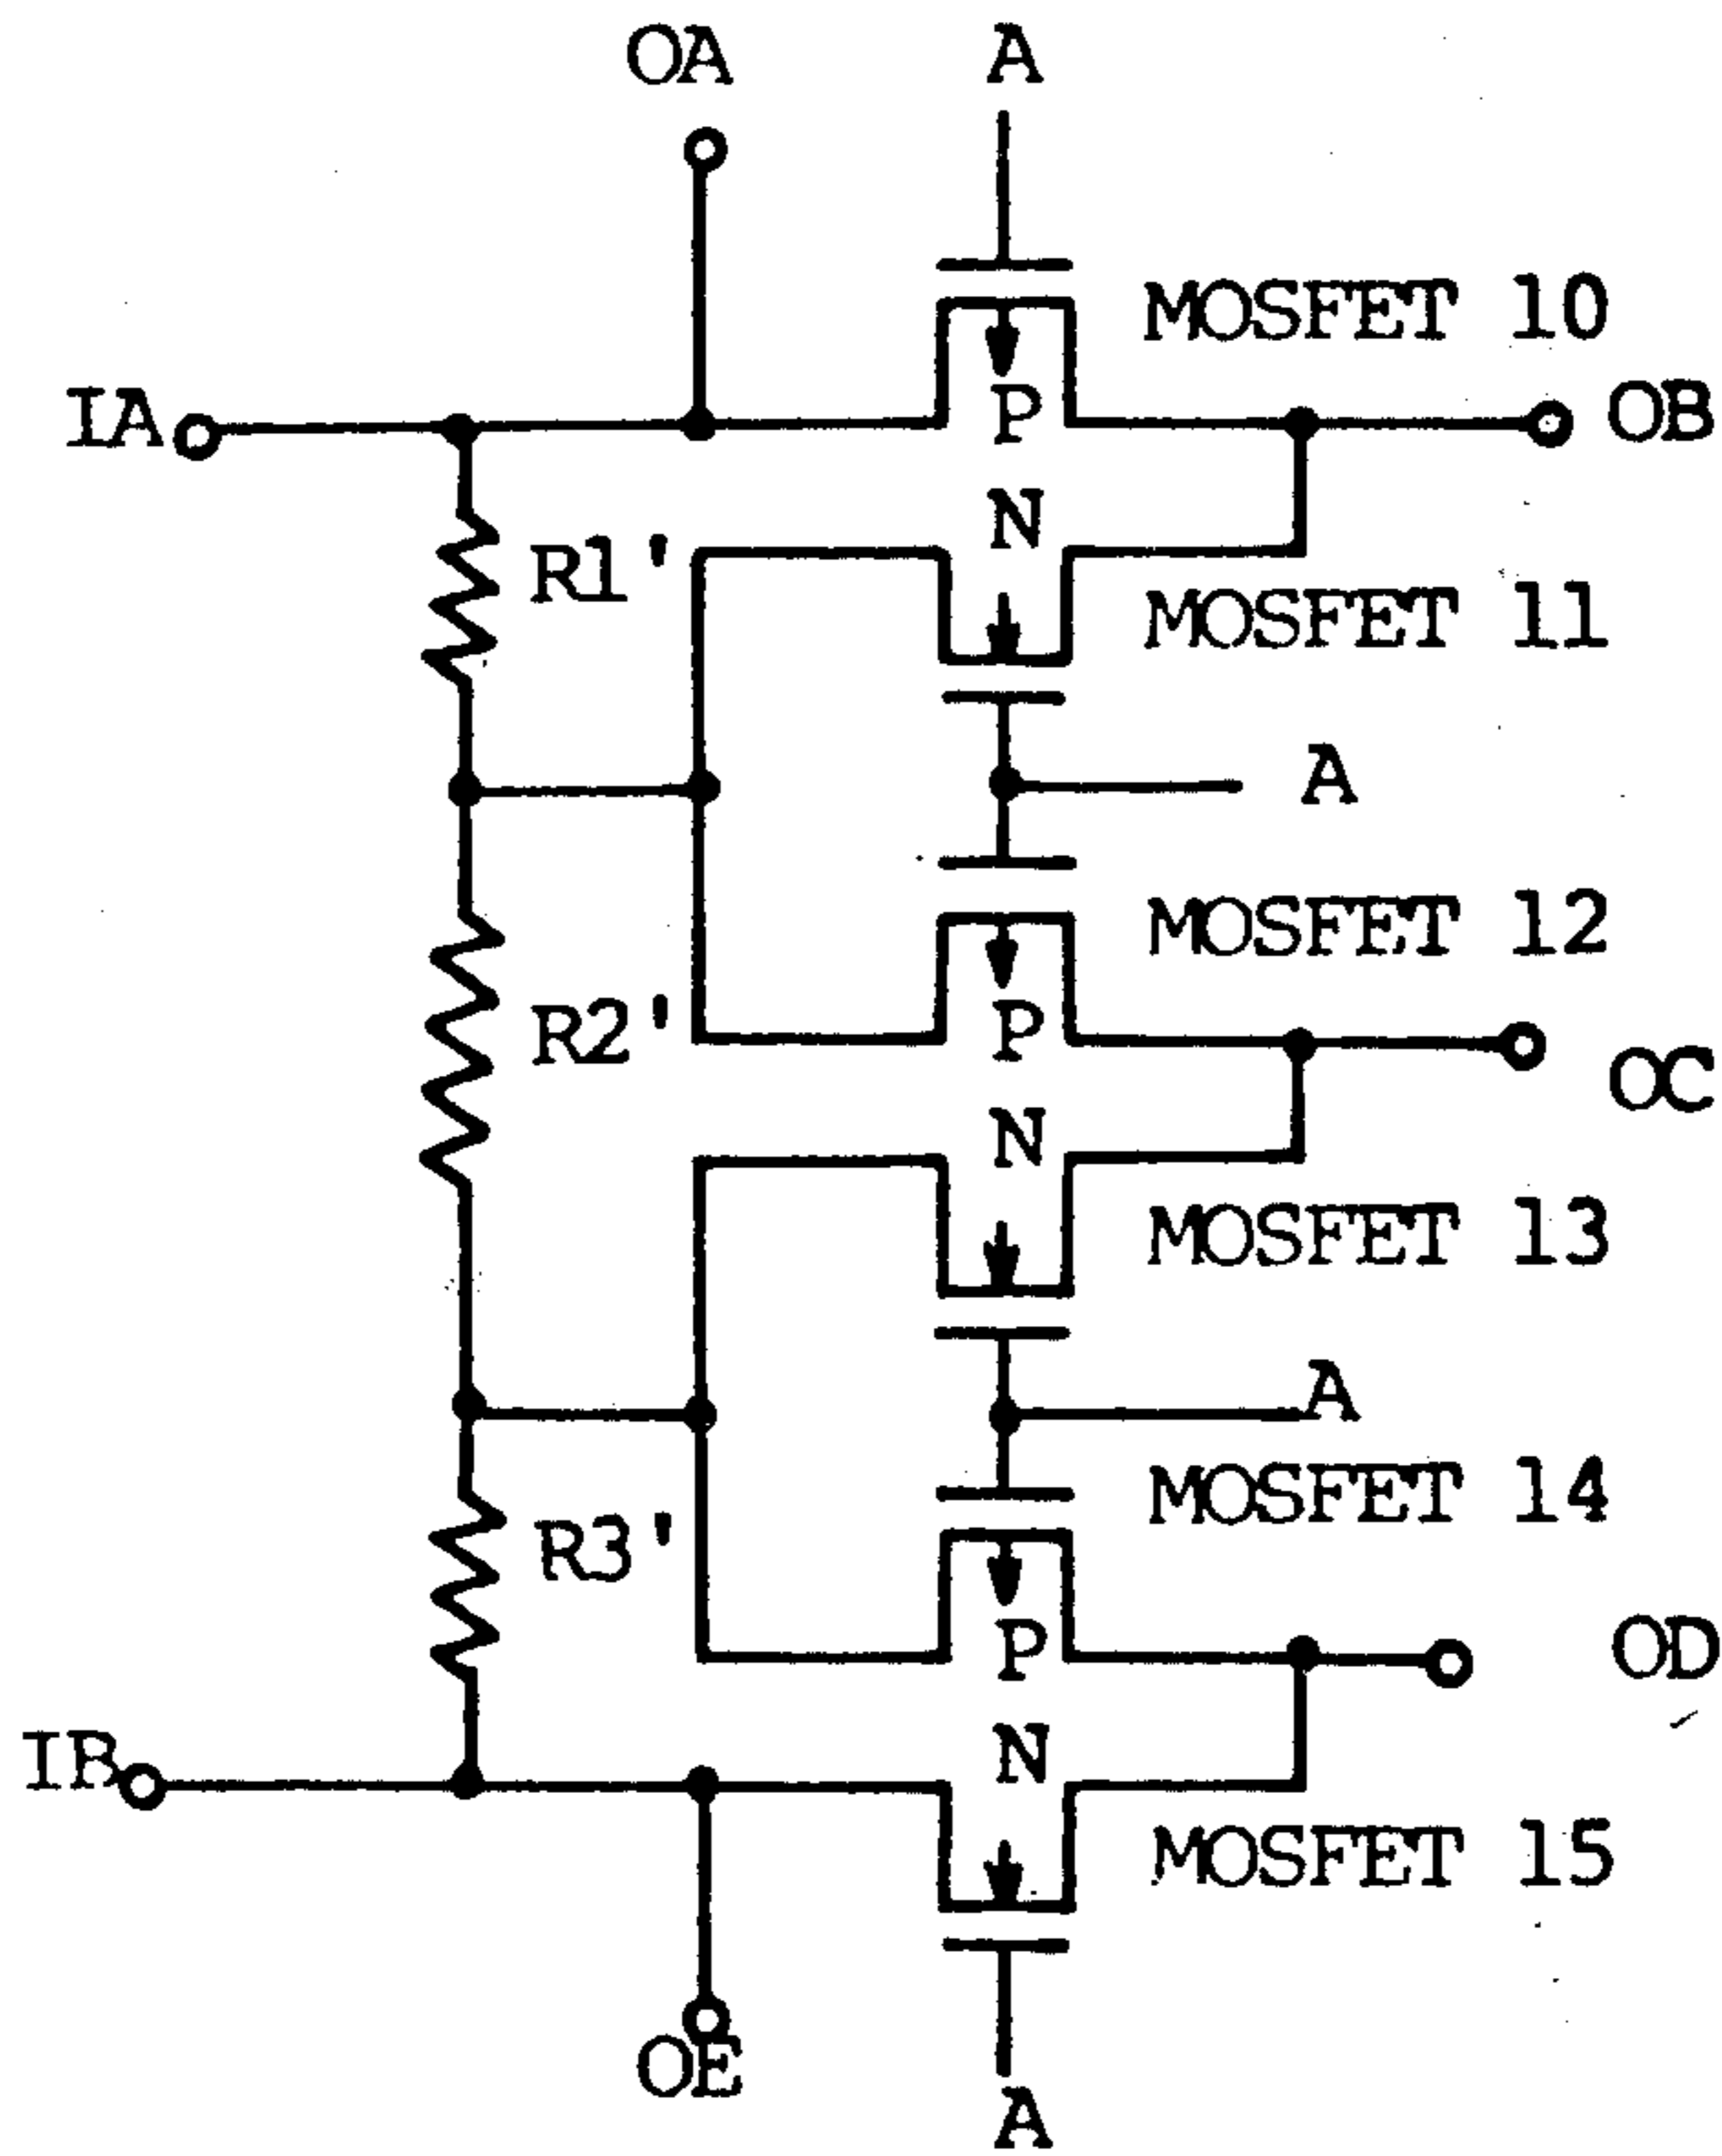 OA
A
MOSFET 10
IA
P
OB
N
R1'
MOSFET 11
A
MOSFET 12
R2'
P
OC
N
MOSFET 13
A
MOSFET 14
R3'
P
OD
N
IB
MOSFET 15
OE
A